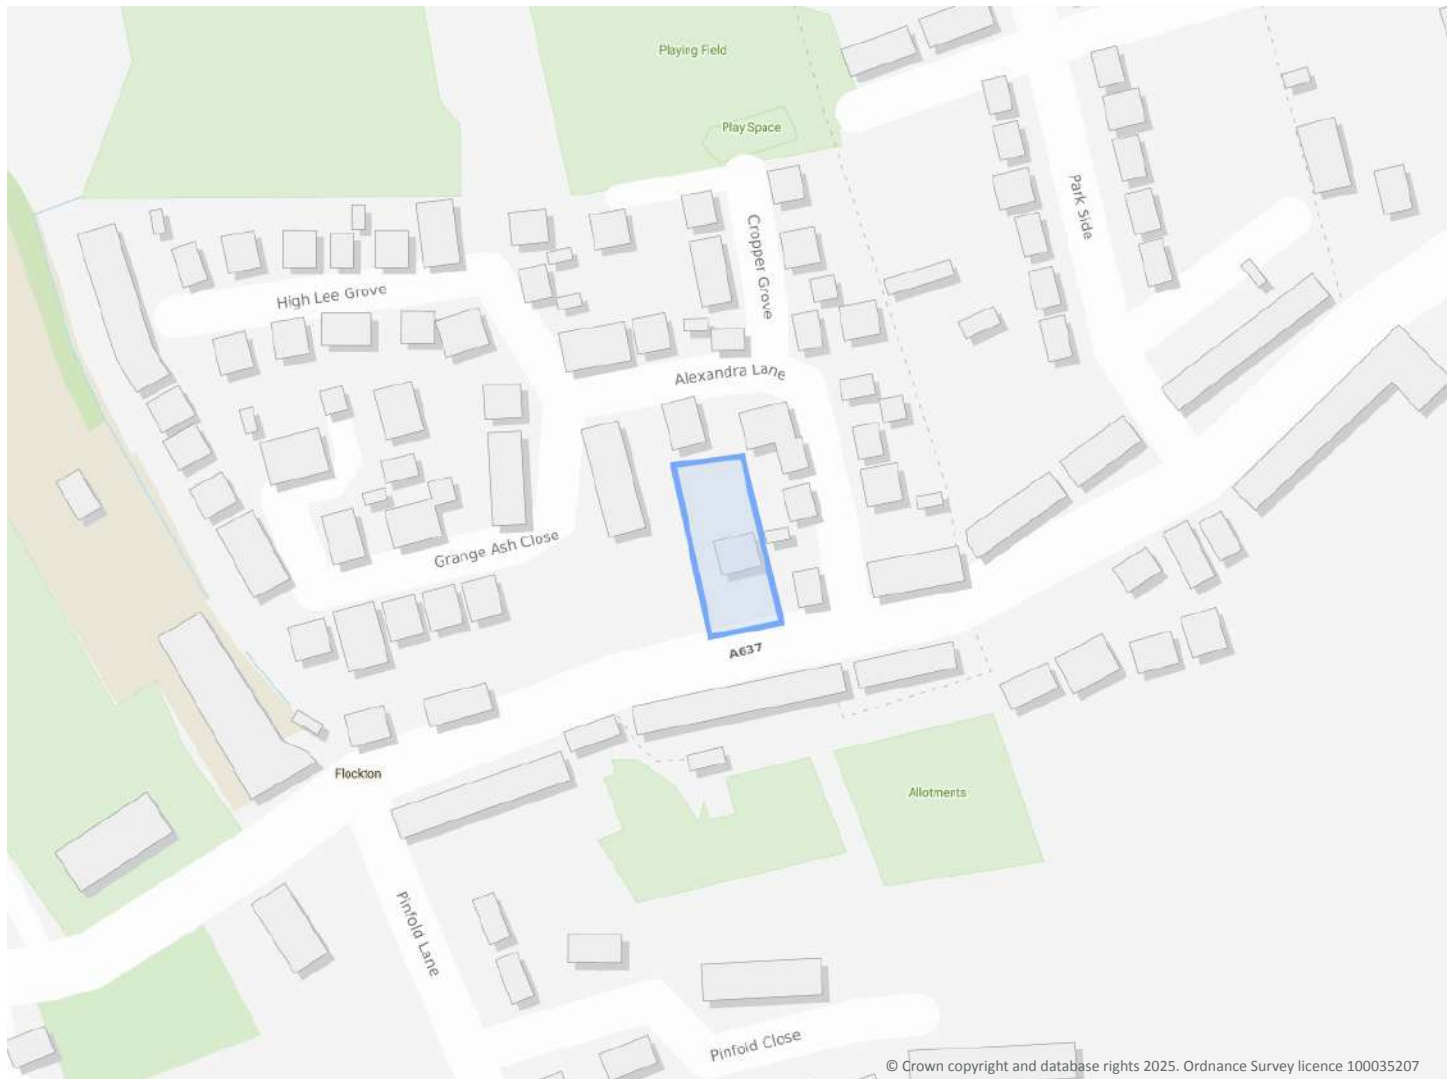 Playing Field
Play Space
Park Side
Cropper Grove
High Lee Grove
Alexandra Lane
Grange Ash Close
A637
Flockton
Allotments
Pinfold Lane
Pinfold Close
© Crown copyright and database rights 2025. Ordnance Survey licence 100035207